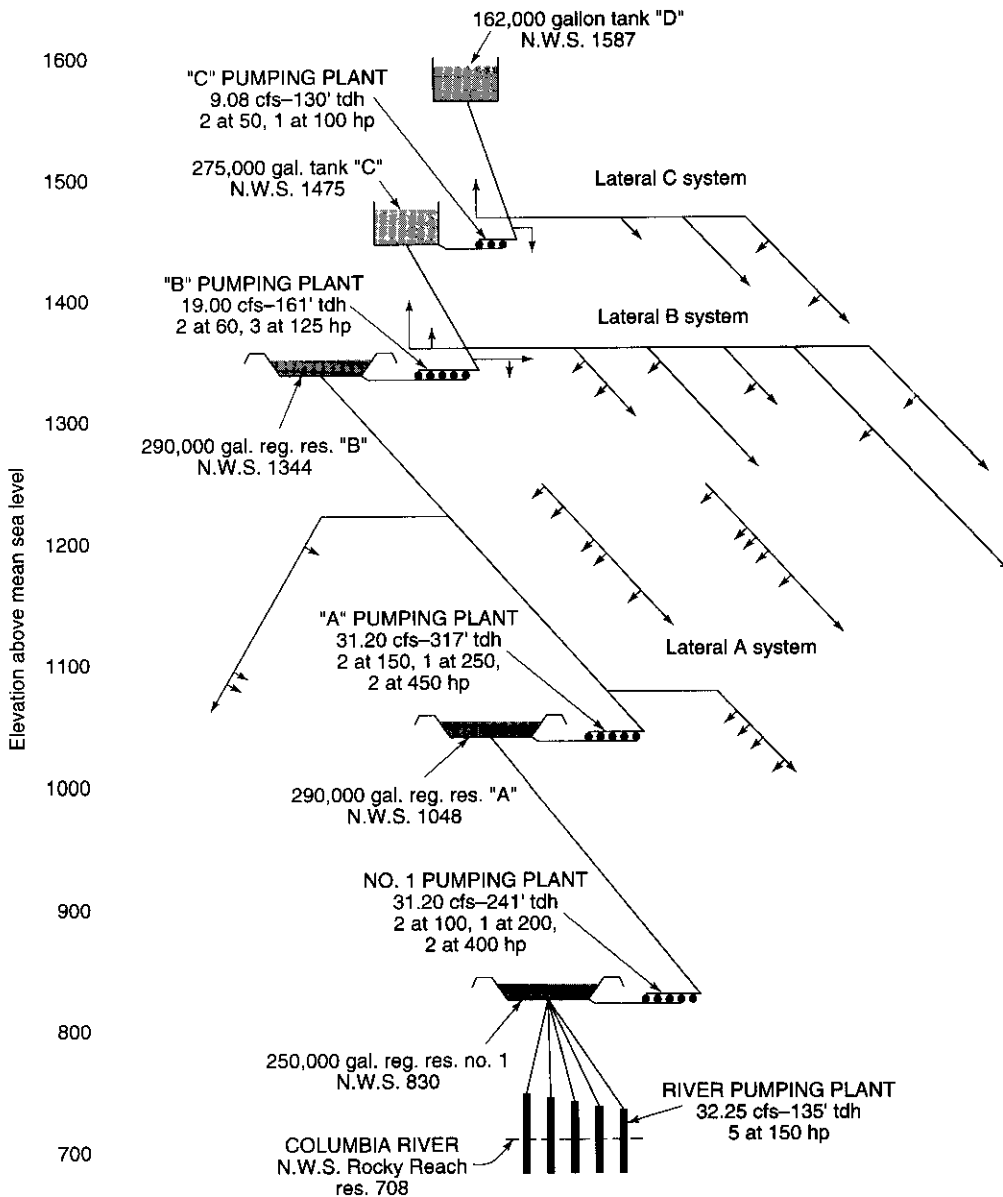 162,000 gallon tank "D"
N.W.S. 1587
1600
"C" PUMPING PLANT
9.08 cfs–130' tdh
2 at 50, 1 at 100 hp
275,000 gal. tank "C"
N.W.S. 1475
1500
Lateral C system
"B" PUMPING PLANT
19.00 cfs–161' tdh
2 at 60, 3 at 125 hp
1400
Lateral B system
1300
290,000 gal. reg. res. "B"
N.W.S. 1344
1200
Elevation above mean sea level
"A" PUMPING PLANT
31.20 cfs–317' tdh
2 at 150, 1 at 250,
2 at 450 hp
Lateral A system
1100
1000
290,000 gal. reg. res. "A"
N.W.S. 1048
NO. 1 PUMPING PLANT
31.20 cfs–241' tdh
2 at 100, 1 at 200,
2 at 400 hp
900
800
250,000 gal. reg. res. no. 1
N.W.S. 830
RIVER PUMPING PLANT
32.25 cfs–135' tdh
5 at 150 hp
700
COLUMBIA RIVER
N.W.S. Rocky Reach
res. 708